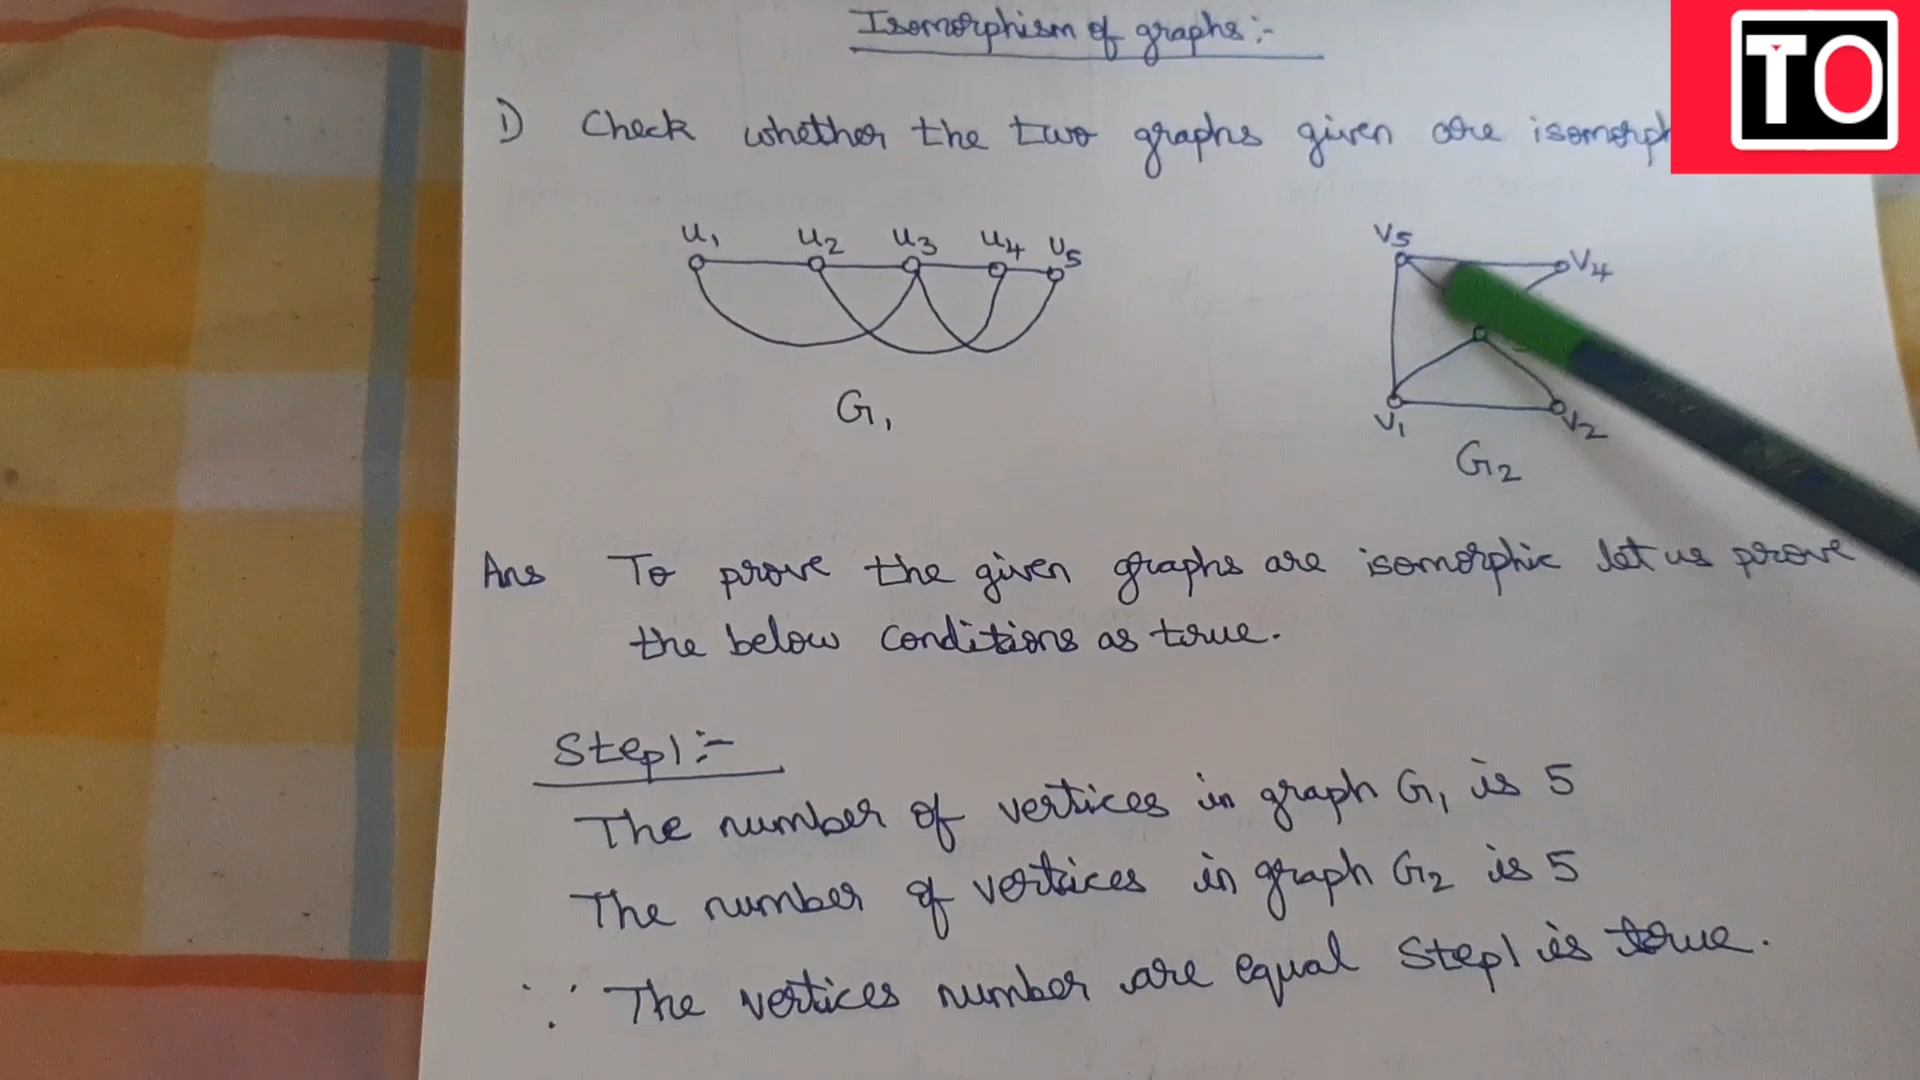 Isomorphism of graphs:-
TO
1) Check whether the two graphs given are isomorph
u1 u2 u3 u4 u5
v5 v4
v1 v2
G1
G2
Ans To prove the given graphs are isomorphic let us prove
the below conditions as true.
Step1:-
The number of vertices in graph G1 is 5
The number of vertices in graph G2 is 5
∵ The vertices number are equal Step1 is true.